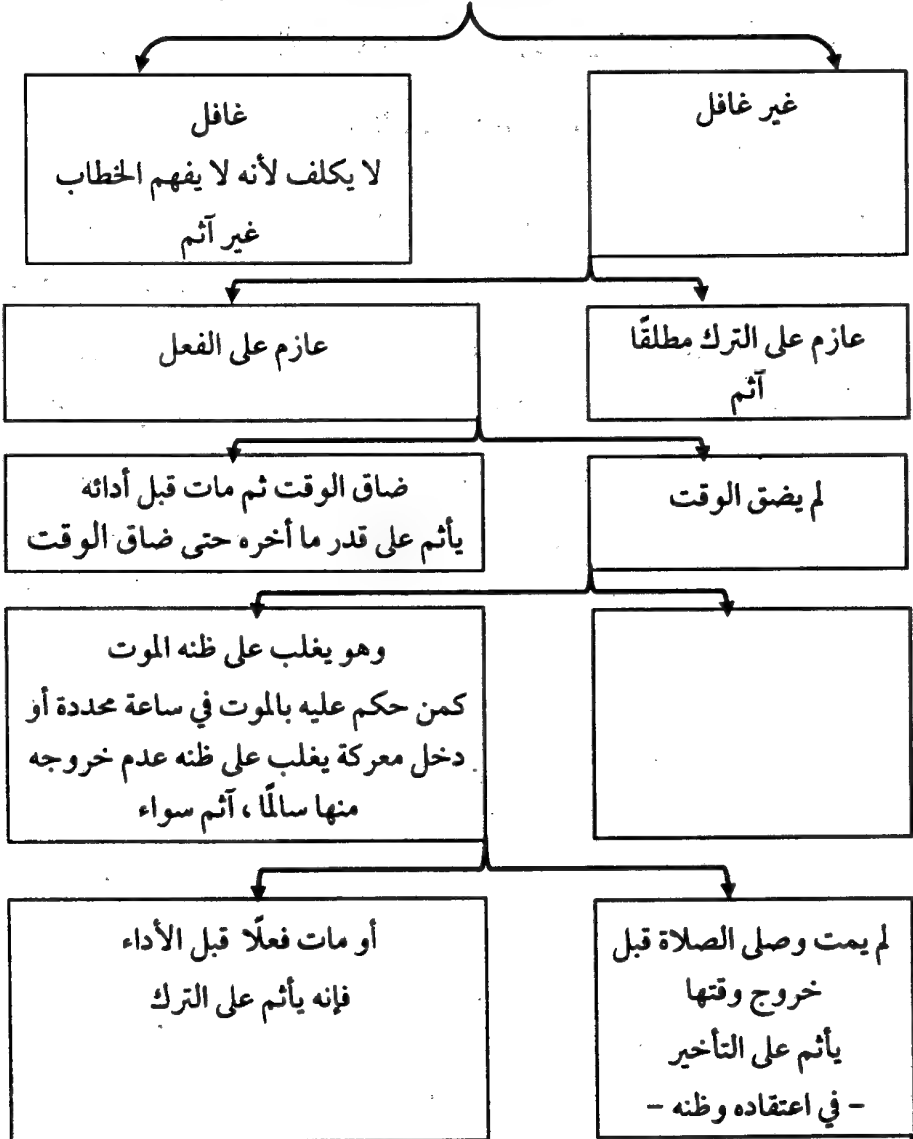 غير غافل
غافل
لا يكلف لأنه لا يفهم الخطاب
غير آثم
عازم على الترك مطلقًا
آثم
عازم على الفعل
لم يضق الوقت
ضاق الوقت ثم مات قبل أدائه
يأثم على قدر ما أخره حتى ضاق الوقت
وهو يغلب على ظنه الموت
كمن حكم عليه بالموت في ساعة محددة أو
دخل معركة يغلب على ظنه عدم خروجه
منها سالمًا ، آثم سواء
لم يمت وصلى الصلاة قبل
خروج وقتها
يأثم على التأخير
– في اعتقاده وظنه –
أو مات فعلًا قبل الأداء
فإنه يأثم على الترك